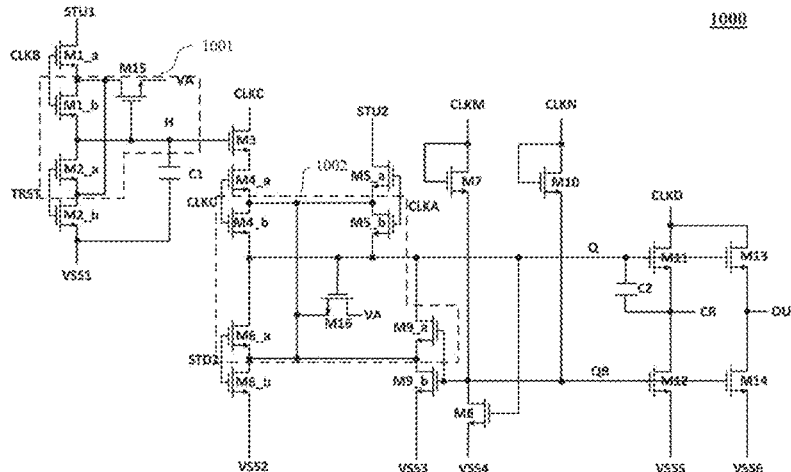 1000
STU1
CLKB
M1_a
M15
1001
VA
M1_b
H
CLKC
STU2
CLKM
CLKN
M3
M2_a
C1
M4_a
1002
M5_a
M7
M10
CLKD
TRST
M2_b
CLKC
M4_b
M5_b
CLKA
VSS1
Q
M11
M13
C2
M16
VA
M9_a
CR
OU
M6_a
STD2
M6_b
M9_b
QB
M12
M14
M8
VSS2
VSS3
VSS4
VSS5
VSS6